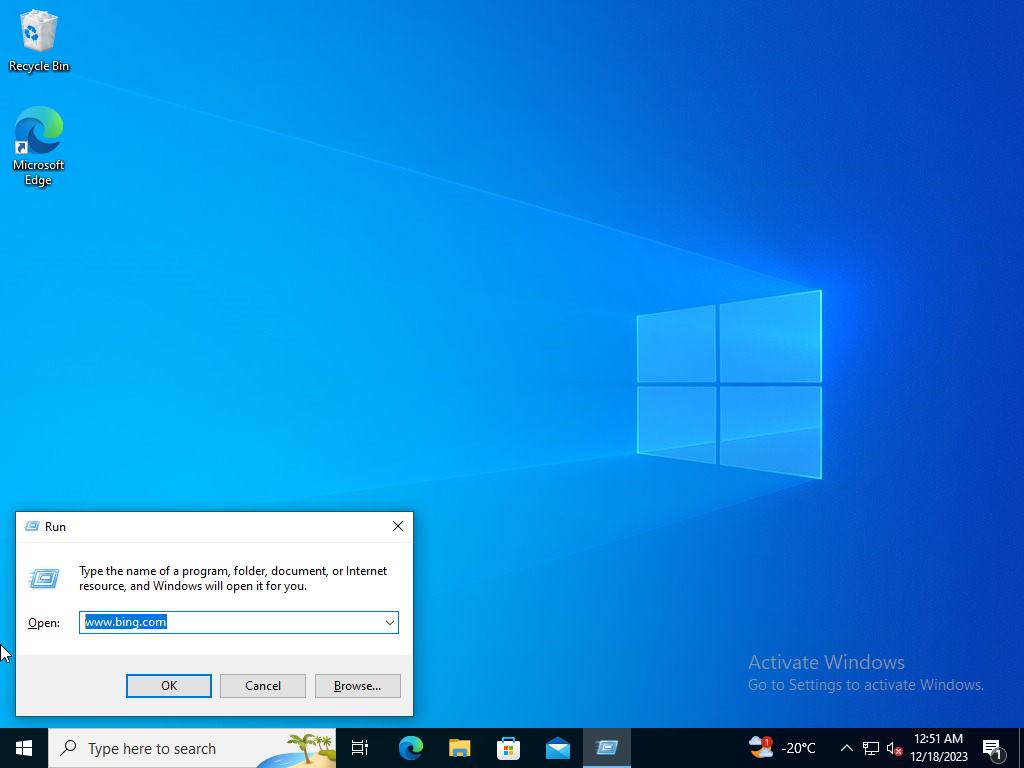 Recycle Bin
Microsoft
Edge
Run
Type the name of a program, folder, document, or Internet
resource, and Windows will open it for you.
Open:
www.bing.com
OK
Cancel
Browse...
Activate Windows
Go to Settings to activate Windows.
Type here to search
1
-20°C
12:51 AM
12/18/2023
1